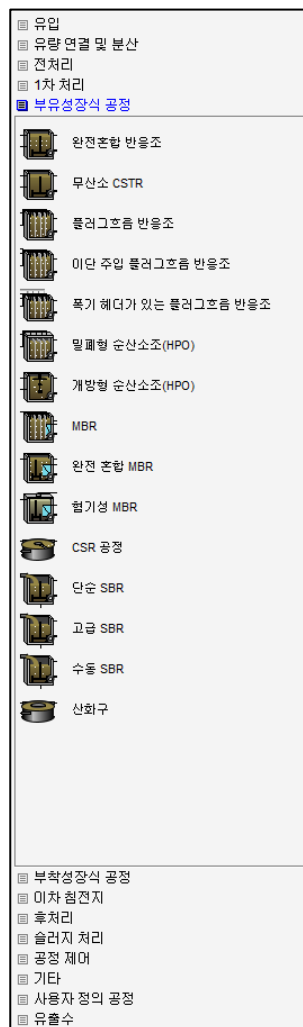 유입
유량 연결 및 분산
전처리
1차 처리
부유성장식 공정
완전혼합 반응조
무산소 CSTR
플러그흐름 반응조
이단 주입 플러그흐름 반응조
폭기 헤더가 있는 플러그흐름 반응조
밀폐형 순산소조(HPO)
개방형 순산소조(HPO)
MBR
완전 혼합 MBR
혐기성 MBR
CSR 공정
단순 SBR
고급 SBR
수동 SBR
산화구
부착성장식 공정
이차 침전지
후처리
슬러지 처리
공정 제어
기타
사용자 정의 공정
유출수